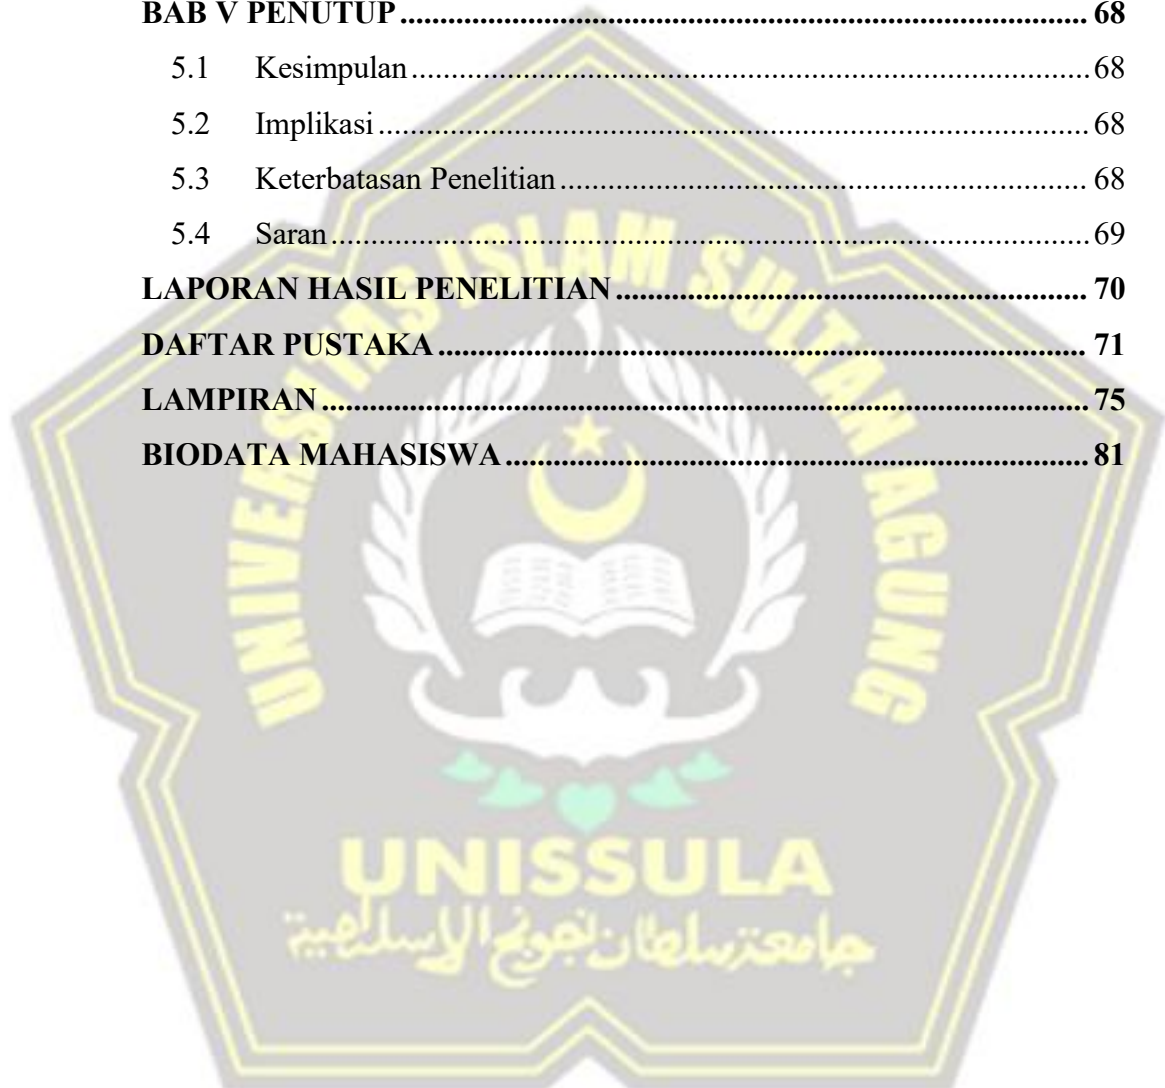 BAB V PENUTUP ........ 68
5.1 Kesimpulan ........ 68
5.2 Implikasi ........ 68
5.3 Keterbatasan Penelitian ........ 68
5.4 Saran ........ 69
LAPORAN HASIL PENELITIAN ........ 70
DAFTAR PUSTAKA ........ 71
LAMPIRAN ........ 75
BIODATA MAHASISWA ........ 81
UNIVERSITAS ISLAM SULTAN AGUNG
UNISSULA
جامعة سلطان أجونج الإسلامية